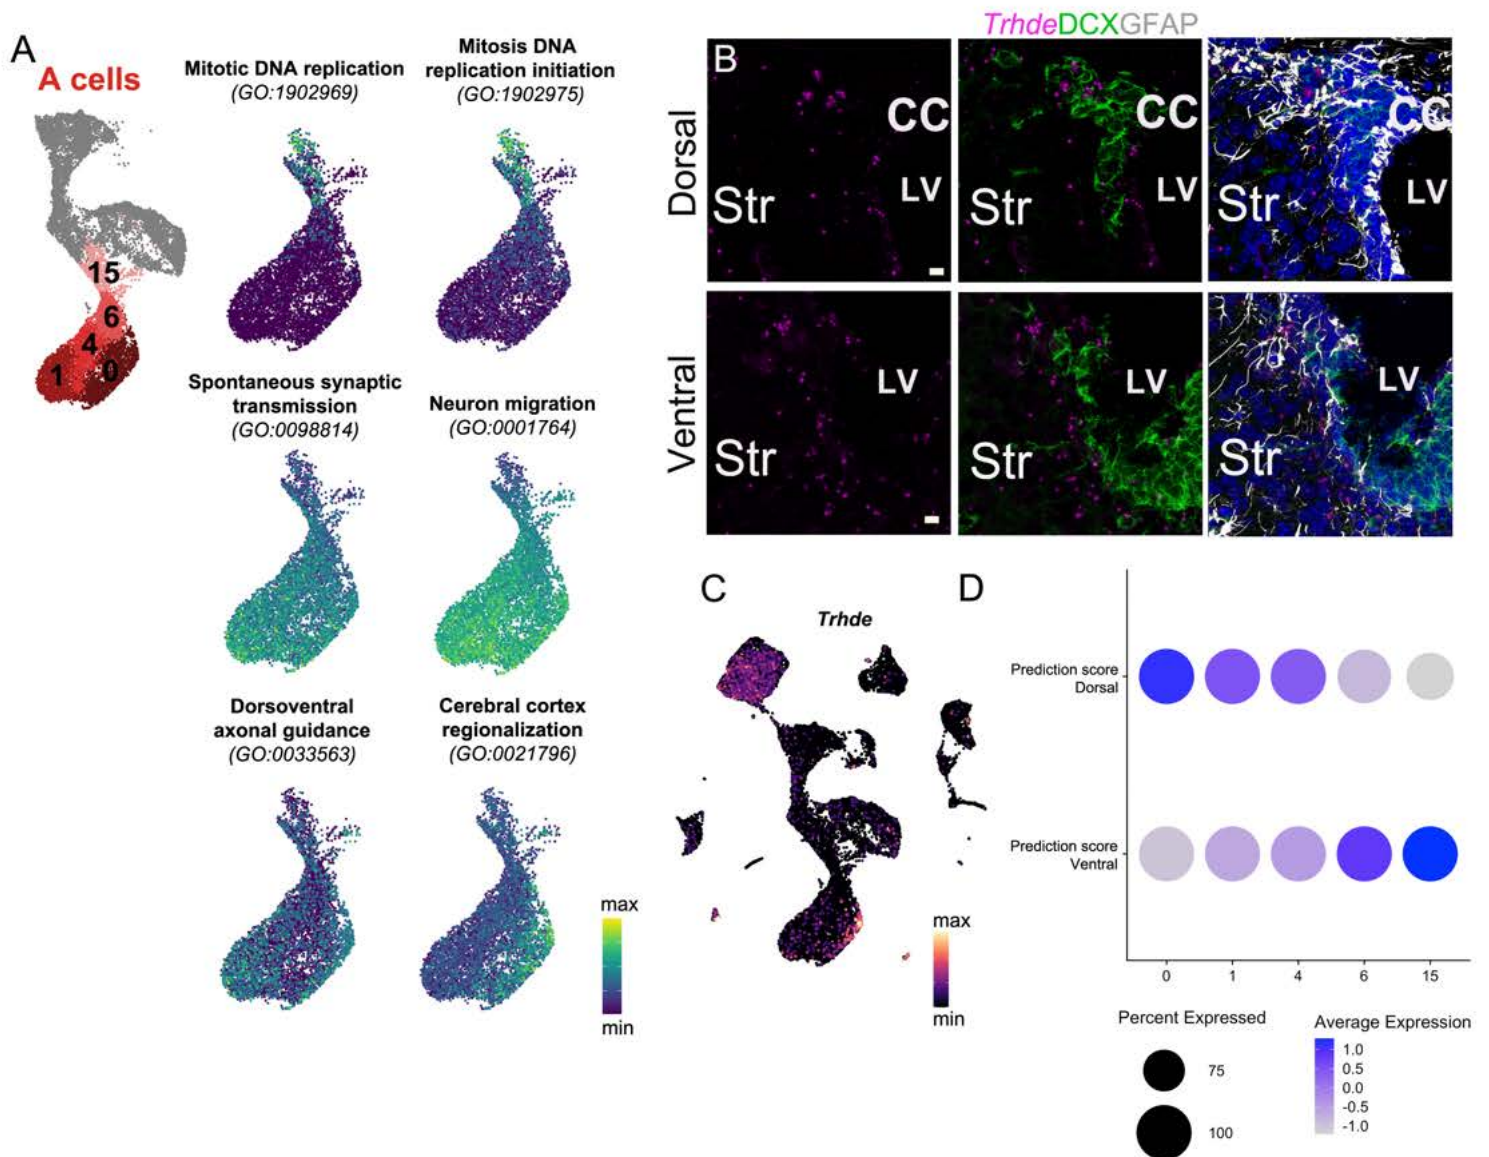 A
A cells
15
6
4
1
0
Mitotic DNA replication
(GO:1902969)
Mitosis DNA
replication initiation
(GO:1902975)
Spontaneous synaptic
transmission
(GO:0098814)
Neuron migration
(GO:0001764)
Dorsoventral
axonal guidance
(GO:0033563)
Cerebral cortex
regionalization
(GO:0021796)
max
min
TrhdeDCXGFAP
B
Dorsal
CC
LV
Str
CC
LV
Str
CC
LV
Str
Ventral
LV
Str
LV
Str
LV
Str
C
Trhde
max
min
D
Prediction score
Dorsal
Prediction score
Ventral
0 1 4 6 15
Percent Expressed
75
100
Average Expression
1.0
0.5
0.0
-0.5
-1.0